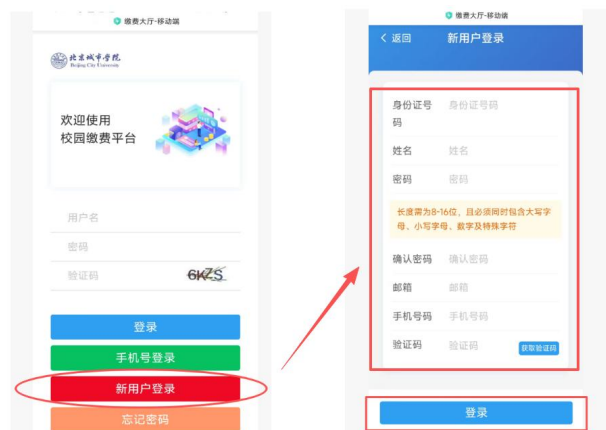 缴费大厅-移动端
北京城市学院
Beijing City University
欢迎使用
校园缴费平台
用户名
密码
验证码
6KZS
登录
手机号登录
新用户登录
忘记密码
缴费大厅-移动端
返回 新用户登录
身份证号码 身份证号码
姓名 姓名
密码 密码
长度需为8-16位，且必须同时包含大写字
母、小写字母、数字及特殊字符
确认密码 确认密码
邮箱 邮箱
手机号码 手机号码
验证码 验证码 获取验证码
登录